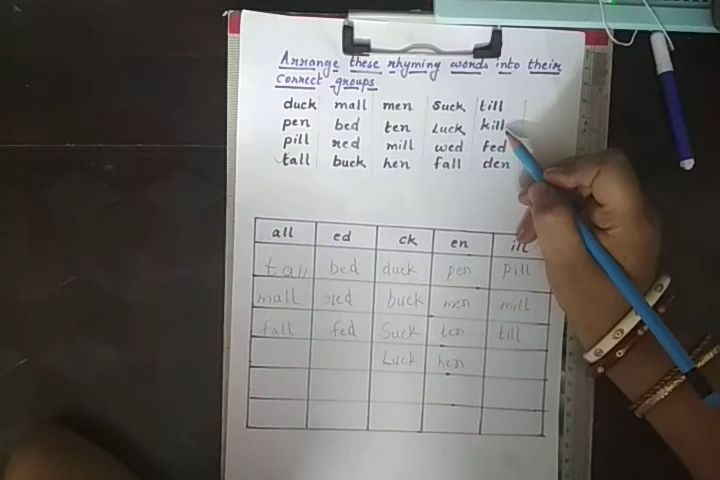 Arrange these rhyming words into their
correct groups
duck mall men suck till
pen bed ten Luck kill
pill red mill wed Fed
tall buck hen fall den
all ed ck en ill
tall bed duck pen pill
mall red buck men mill
fall fed Suck ten till
Luck hen